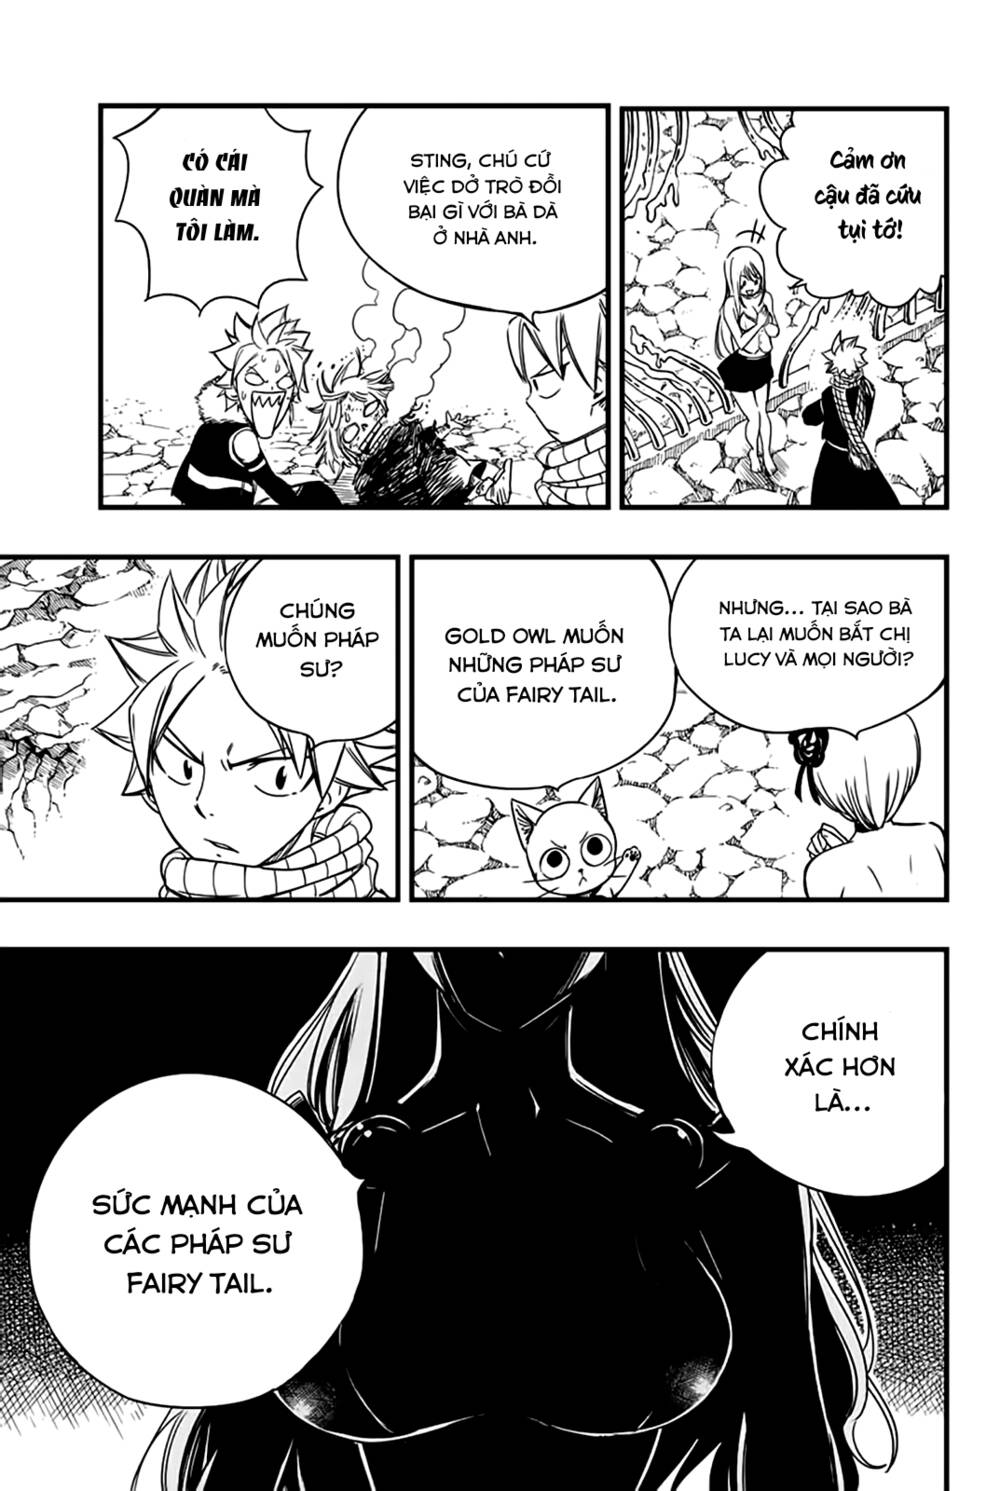 Cảm ơn
cậu đã cứu
tụi tớ!
STING, CHÚ CỨ
VIỆC DỞ TRÒ ĐỒI
BẠI GÌ VỚI BÀ DÀ
Ở NHÀ ANH.
CÓ CÁI
QUÀN MÀ
TÔI LÀM.
NHƯNG... TẠI SAO BÀ
TA LẠI MUỐN BẮT CHỊ
LUCY VÀ MỌI NGƯỜI?
GOLD OWL MUỐN
NHỮNG PHÁP SƯ
CỦA FAIRY TAIL.
CHÚNG
MUỐN PHÁP
SƯ?
CHÍNH
XÁC HƠN
LÀ...
SỨC MẠNH CỦA
CÁC PHÁP SƯ
FAIRY TAIL.